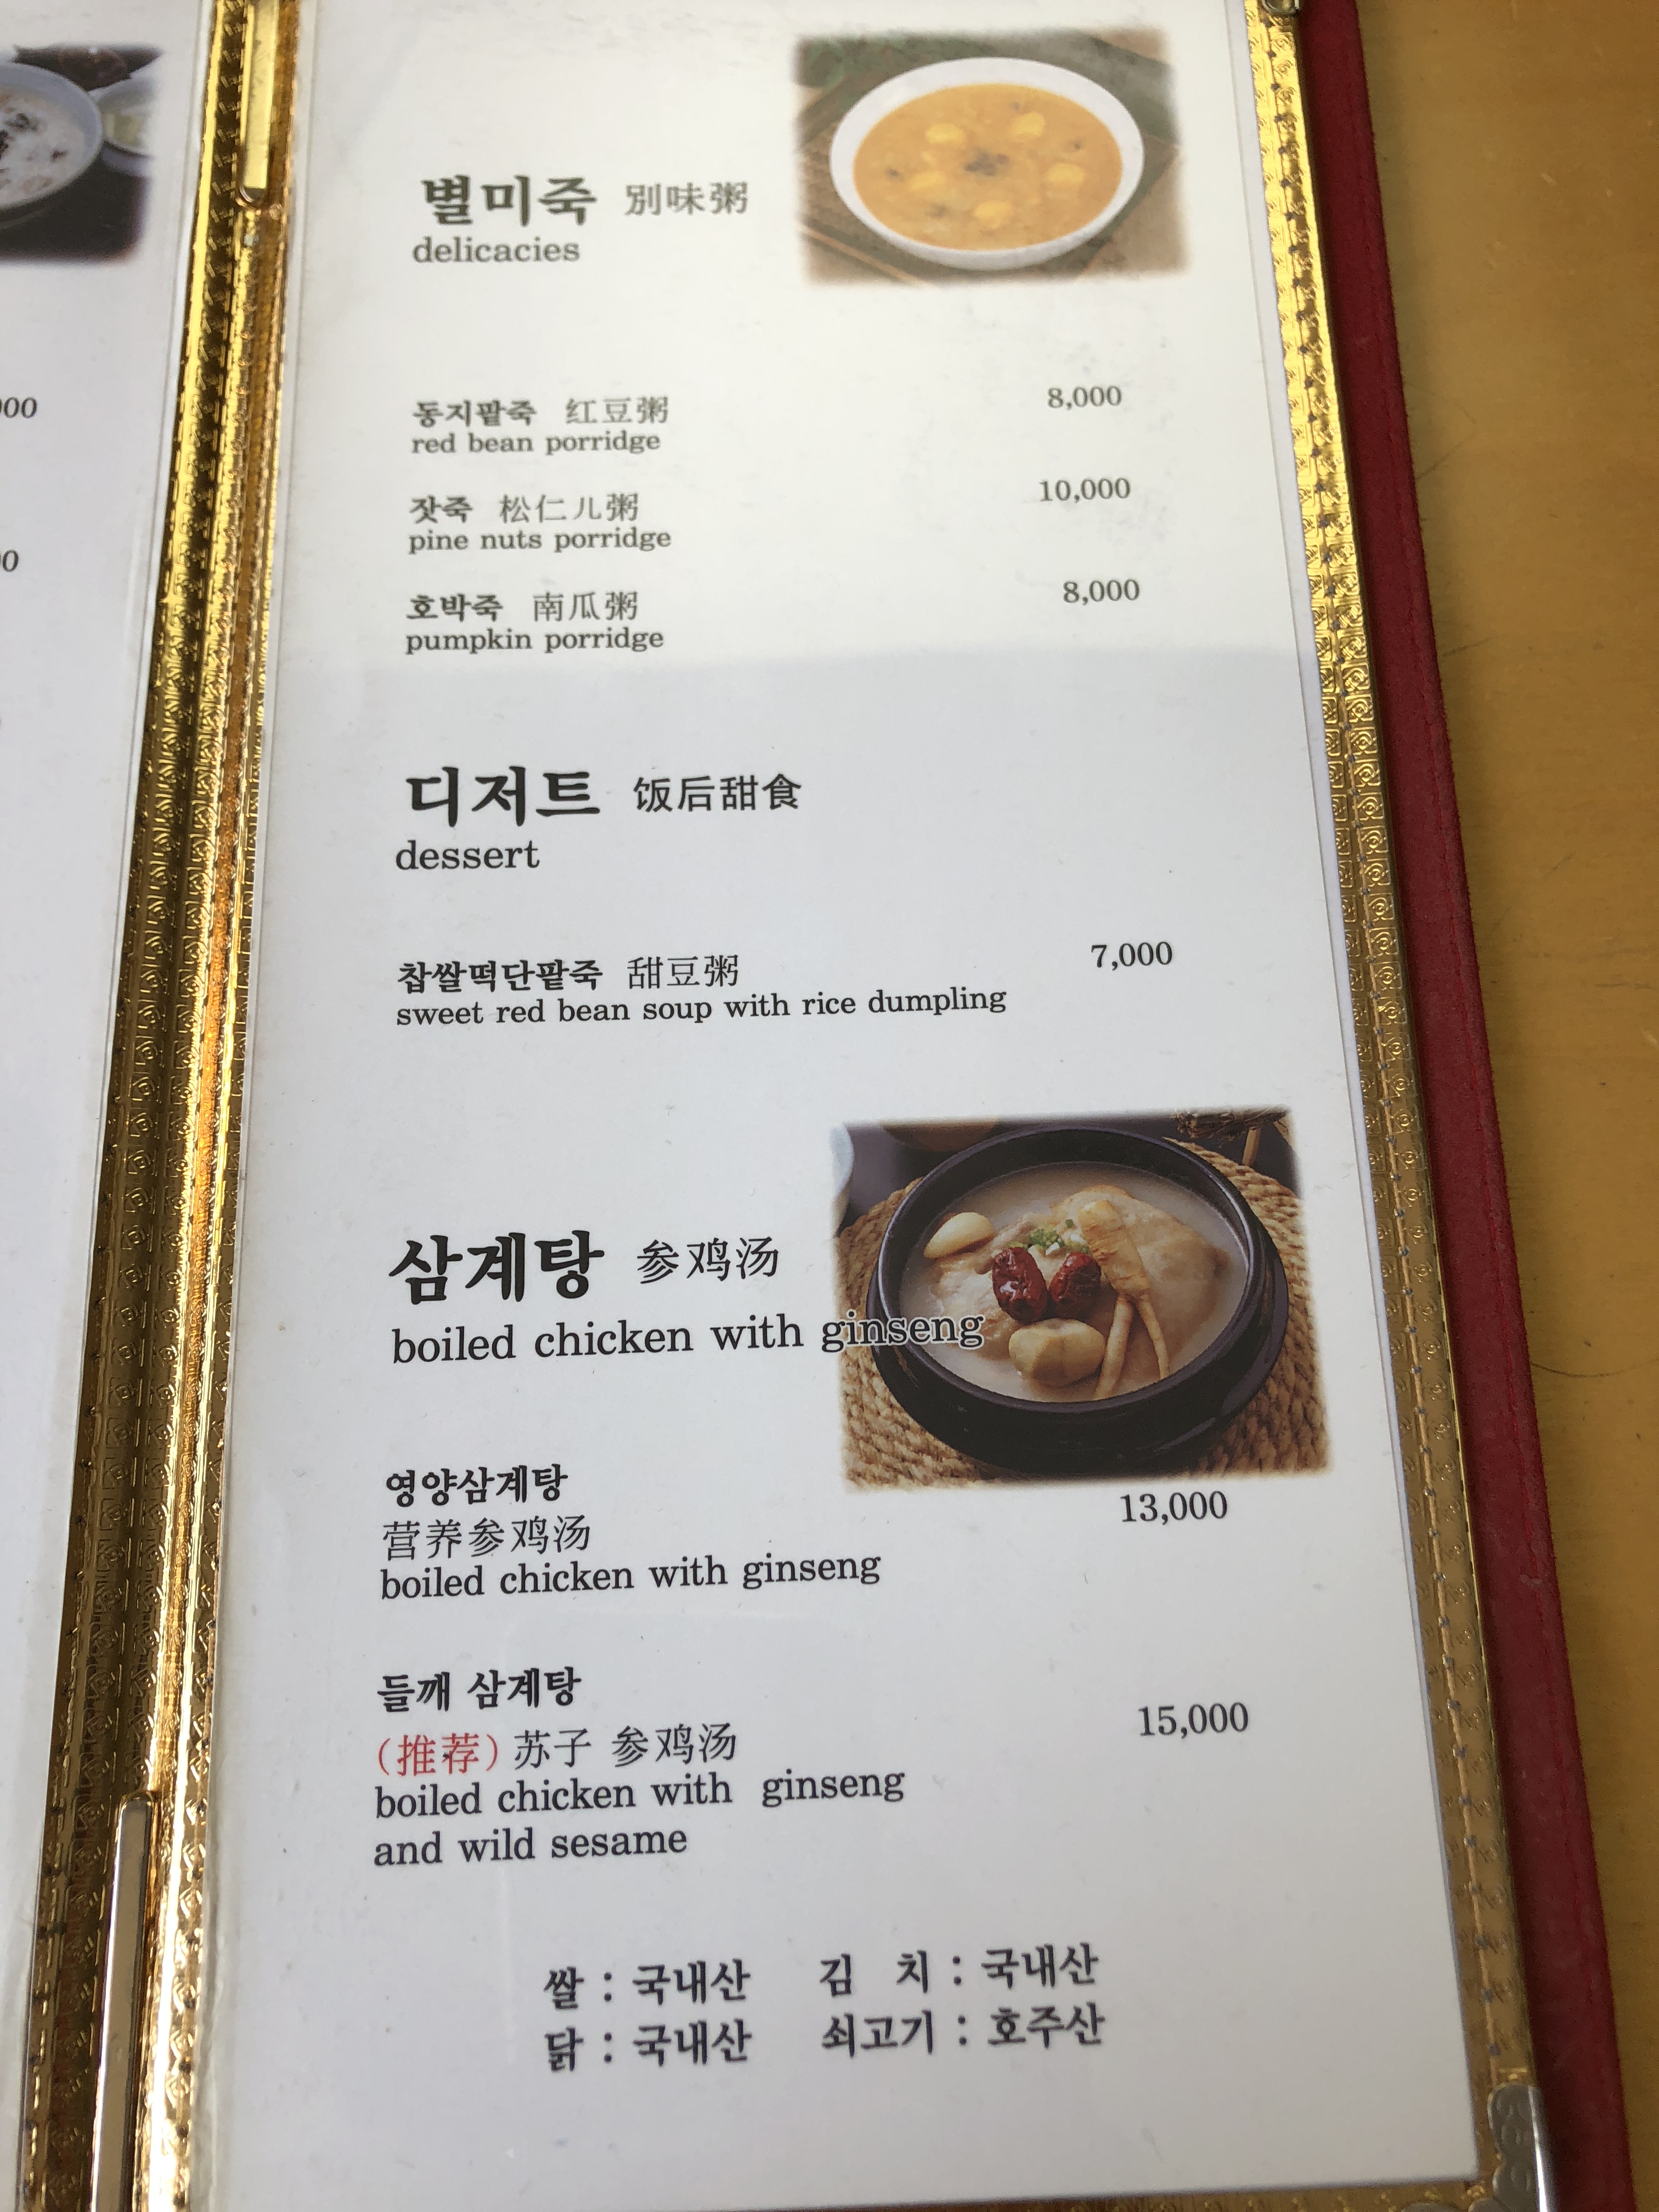 별미죽 別味粥
delicacies
동지팥죽 红豆粥 8,000
red bean porridge
잣죽 松仁儿粥 10,000
pine nuts porridge
호박죽 南瓜粥 8,000
pumpkin porridge
디저트 饭后甜食
dessert
찹쌀떡단팥죽 甜豆粥 7,000
sweet red bean soup with rice dumpling
삼계탕 参鸡汤
boiled chicken with ginseng
영양삼계탕
营养参鸡汤 13,000
boiled chicken with ginseng
들깨 삼계탕
(推荐) 苏子 参鸡汤 15,000
boiled chicken with ginseng
and wild sesame
쌀 : 국내산 김 치 : 국내산
닭 : 국내산 쇠고기 : 호주산